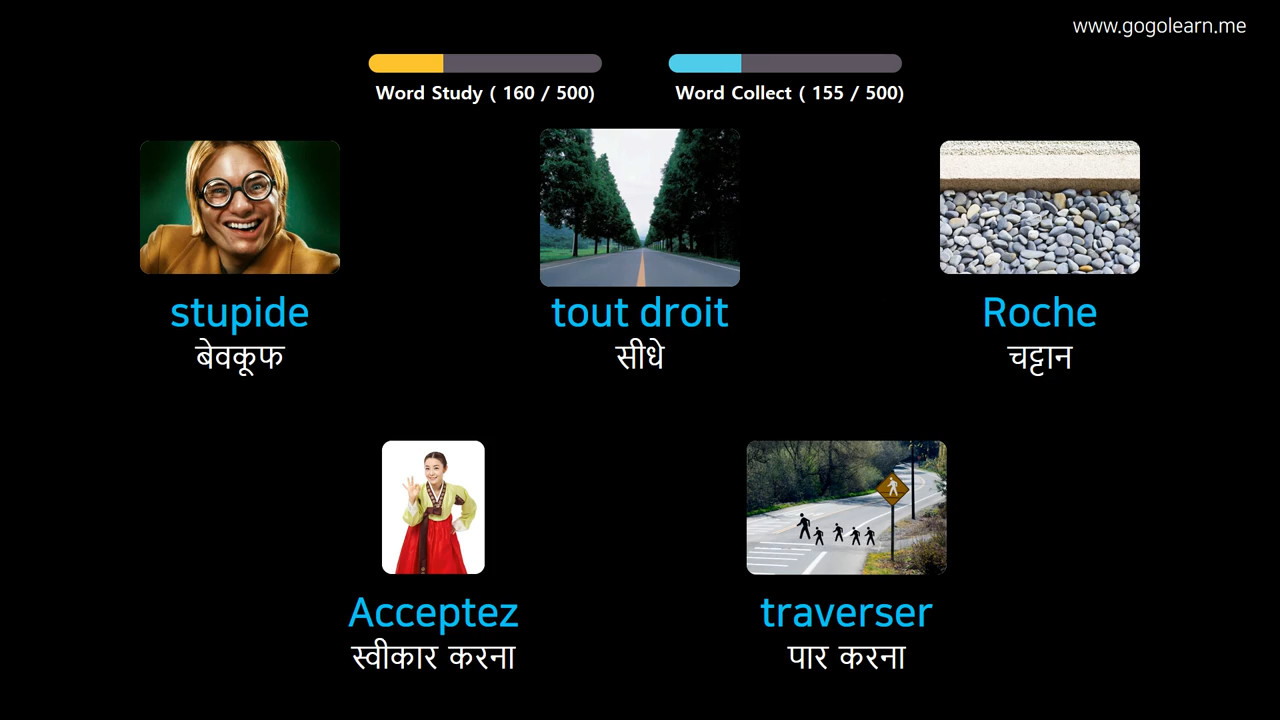 www.gogolearn.me
Word Study ( 160 / 500)
Word Collect ( 155 / 500)
stupide
बेवकूफ
tout droit
सीधे
Roche
चट्टान
Acceptez
स्वीकार करना
traverser
पार करना